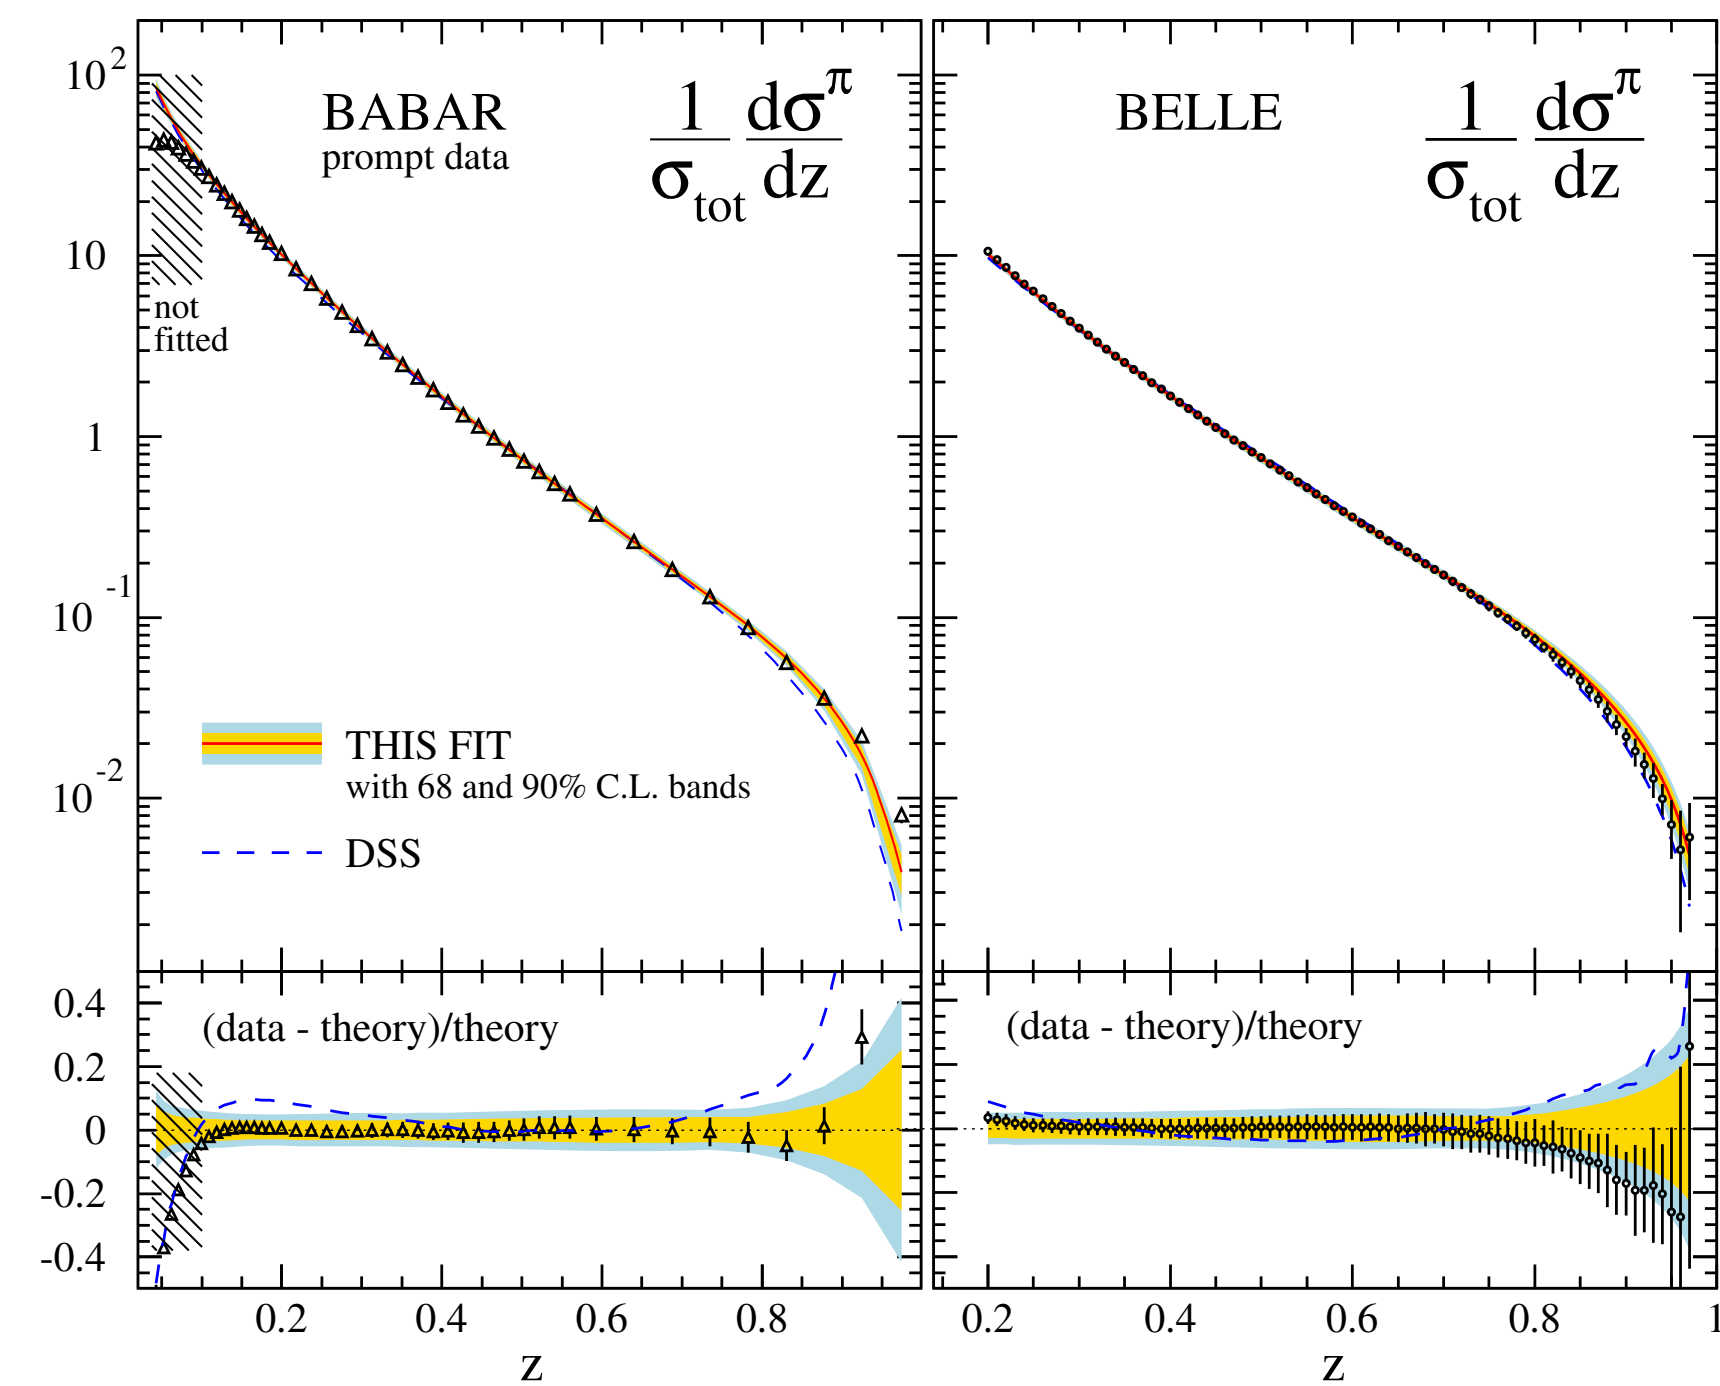 10^2
10
1
10^-1
10^-2
BABAR
prompt data
1/σ_tot dσ^π/dz
not
fitted
THIS FIT
with 68 and 90% C.L. bands
DSS
BELLE
1/σ_tot dσ^π/dz
0.4
0.2
0
-0.2
-0.4
(data - theory)/theory
(data - theory)/theory
0.2 0.4 0.6 0.8
z
0.2 0.4 0.6 0.8 1
z